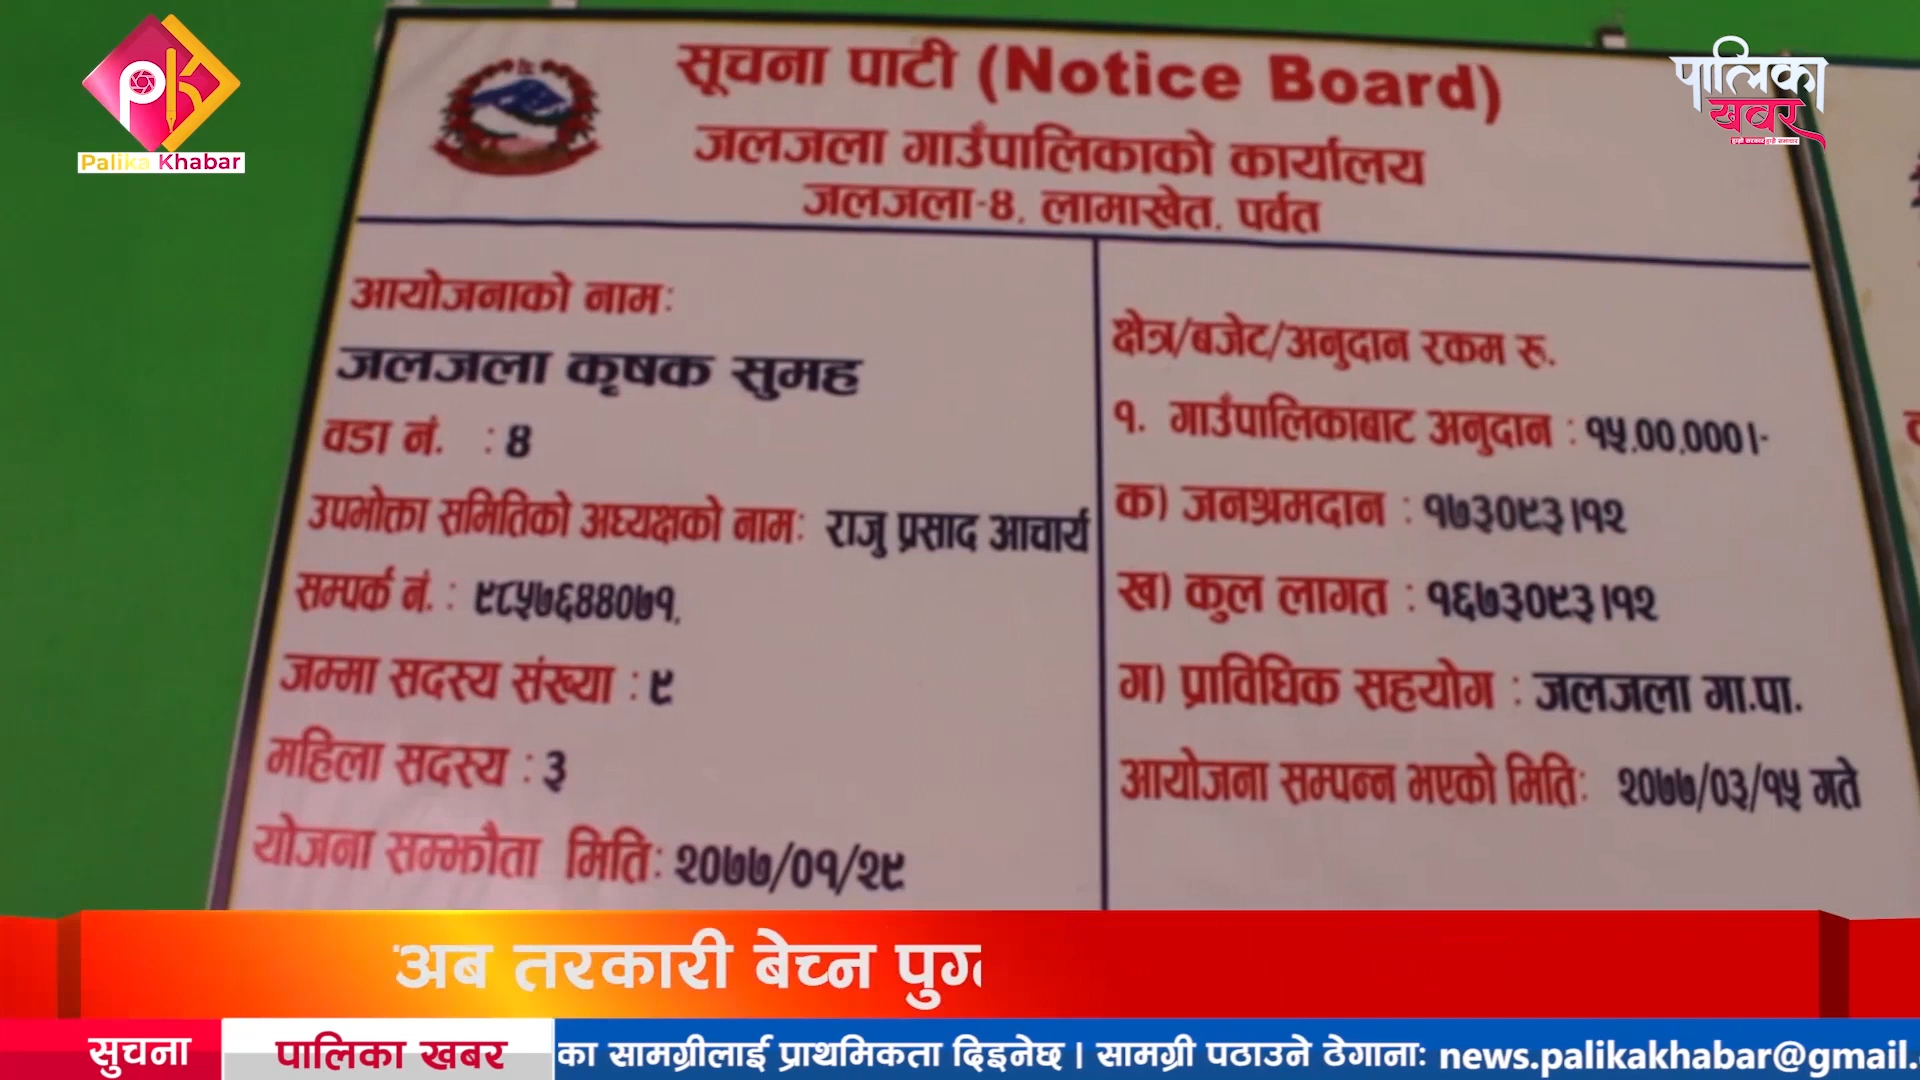 Palika Khabar
पालिका
खबर
सूचना पाटी (Notice Board)
जलजला गाउँपालिकाको कार्यालय
जलजला-४, लामाखेत, पर्वत
आयोजनाको नामः
जलजला कृषक सुमह
वडा नं. : ४
उपभोक्ता समितिको अध्यक्षको नामः राजु प्रसाद आचार्य
सम्पर्क नं. : ९८५७६४४०७१,
जम्मा सदस्य संख्या : ९
महिला सदस्य : ३
योजना सम्झौता मितिः २०७७/०१/२९
क्षेत्र/बजेट/अनुदान रकम रु.
१. गाउँपालिकाबाट अनुदान : १५,००,०००।-
क) जनश्रमदान : १७३०९३।१२
ख) कुल लागत : १६७३०९३।१२
ग) प्राविधिक सहयोग : जलजला गा.पा.
आयोजना सम्पन्न भएको मितिः २०७७/०३/१५ गते
'अब तरकारी बेच्न
सुचना पालिका खबर का सामग्रीलाई प्राथमिकता दिइनेछ । सामग्री पठाउने ठेगानाः news.palikakhabar@gmail.